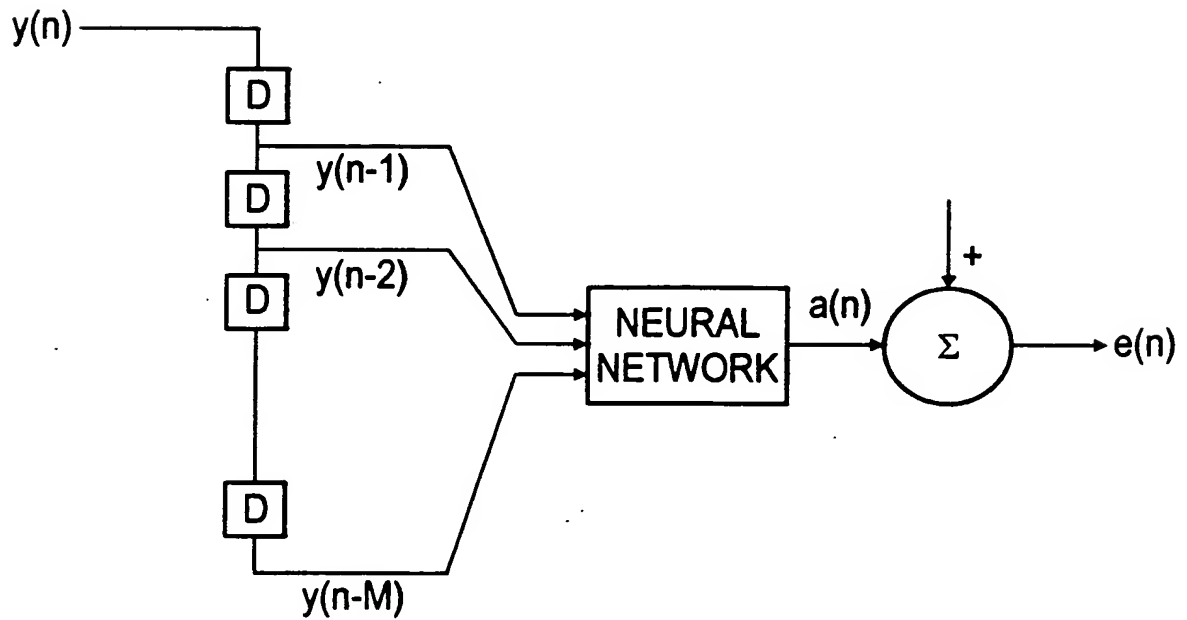 y(n)
D
y(n-1)
D
y(n-2)
D
+
NEURAL
NETWORK
a(n)
Σ
e(n)
D
y(n-M)